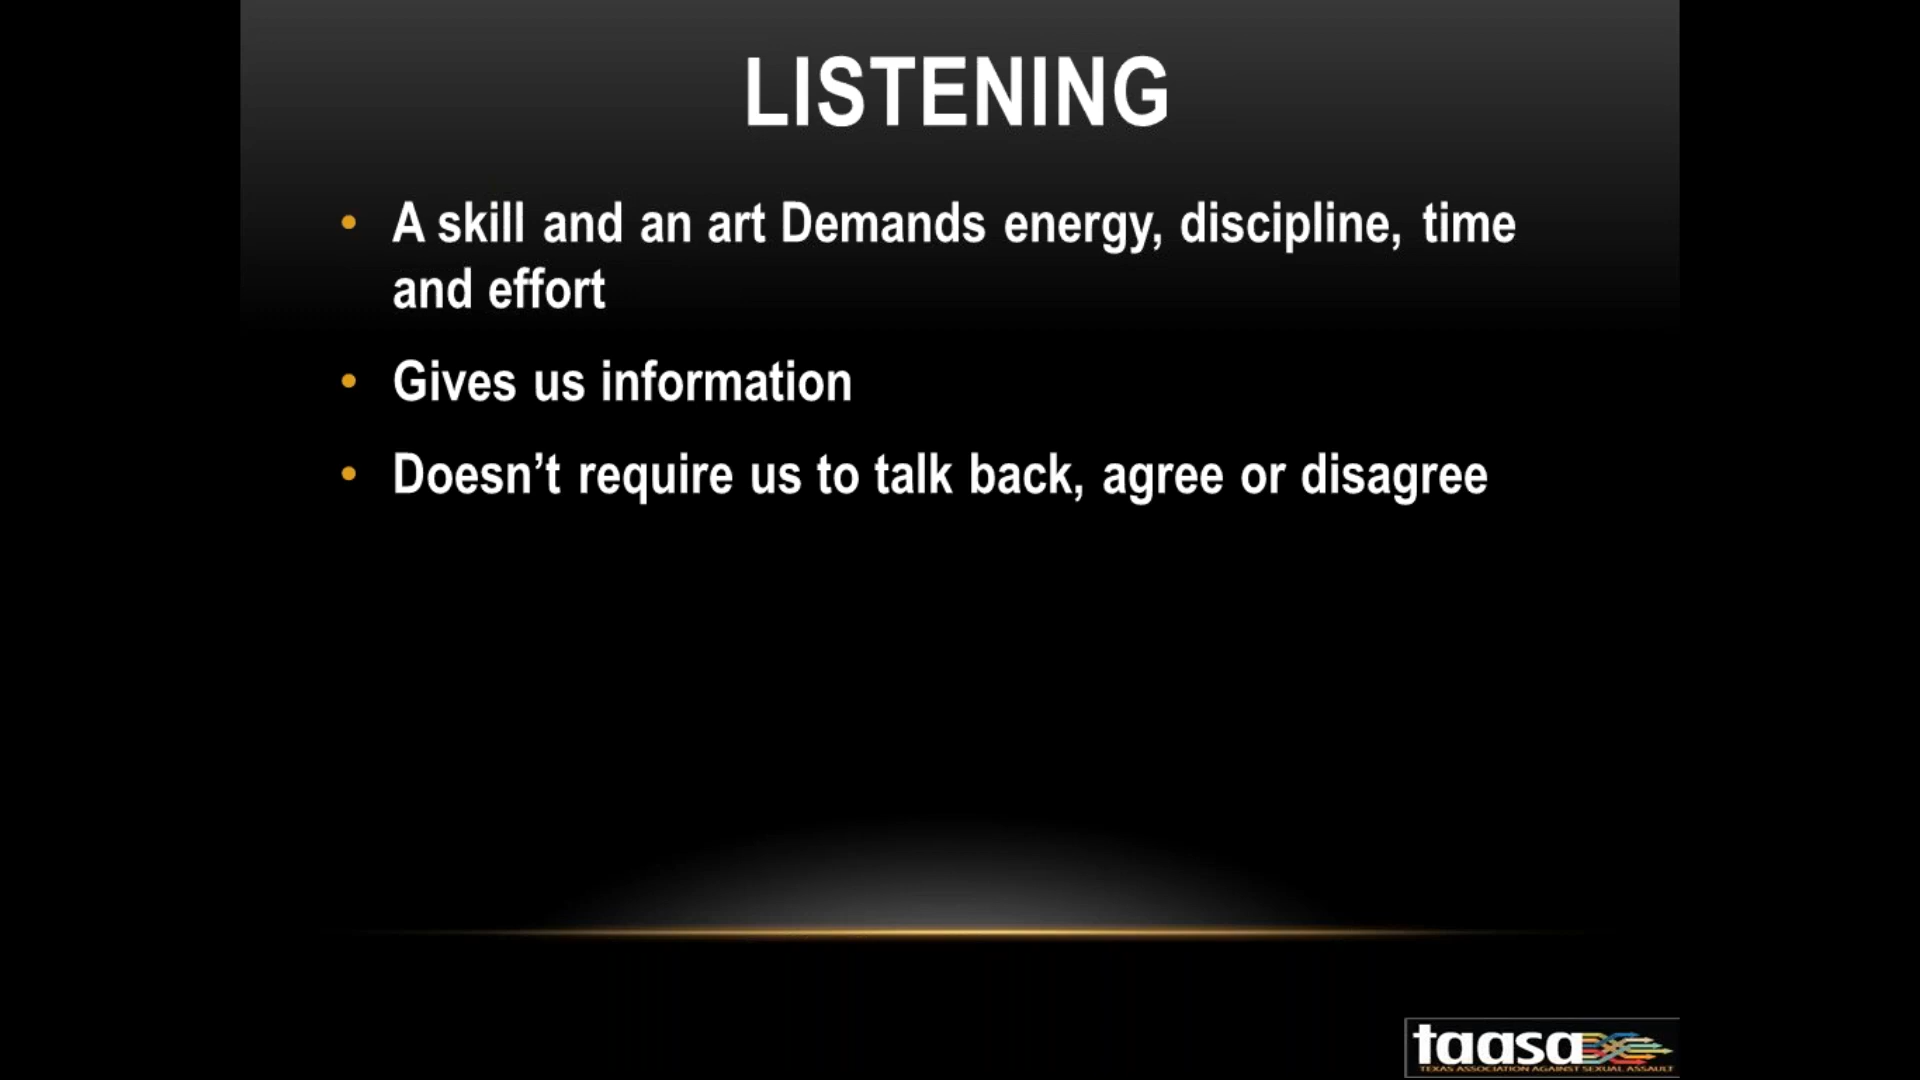 LISTENING
• A skill and an art Demands energy, discipline, time
and effort
• Gives us information
• Doesn’t require us to talk back, agree or disagree
taasa
TEXAS ASSOCIATION AGAINST SEXUAL ASSAULT